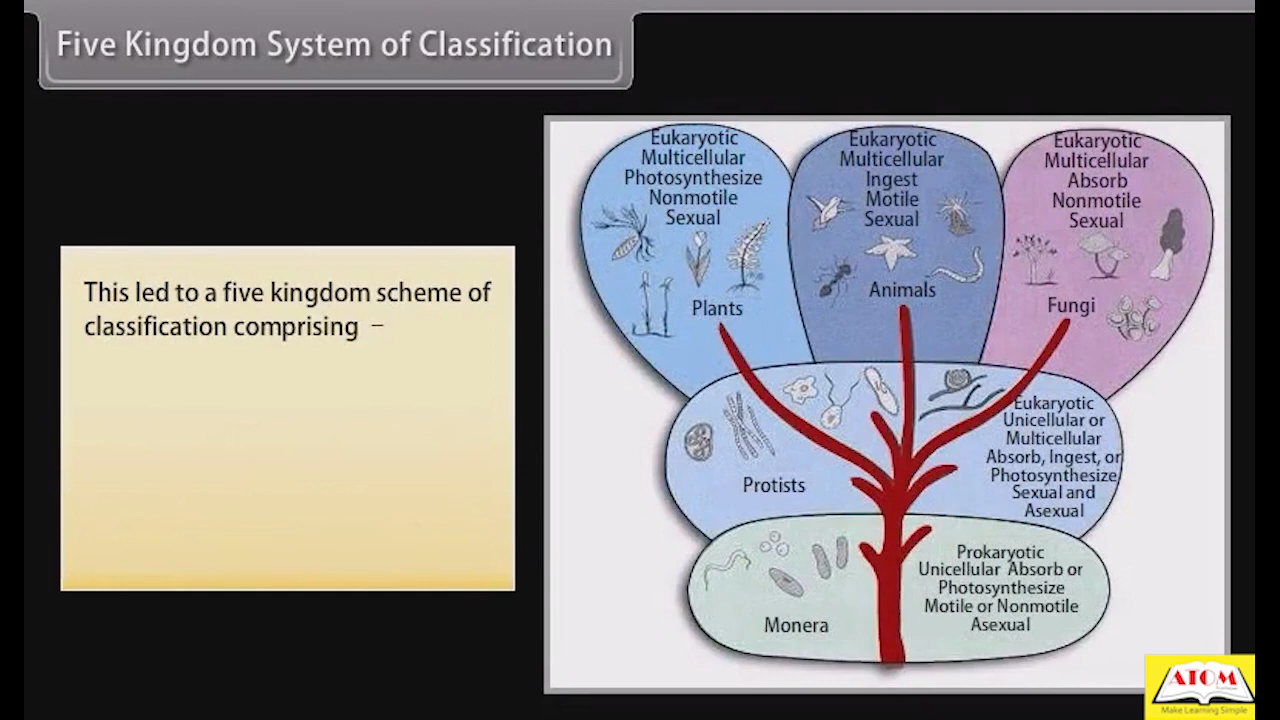 Five Kingdom System of Classification
This led to a five kingdom scheme of
classification comprising –
Eukaryotic
Multicellular
Photosynthesize
Nonmotile
Sexual
Plants
Eukaryotic
Multicellular
Ingest
Motile
Sexual
Animals
Eukaryotic
Multicellular
Absorb
Nonmotile
Sexual
Fungi
Protists
Eukaryotic
Unicellular or
Multicellular
Absorb, Ingest, or
Photosynthesize
Sexual and
Asexual
Monera
Prokaryotic
Unicellular Absorb or
Photosynthesize
Motile or Nonmotile
Asexual
ATOM
Make Learning Simple